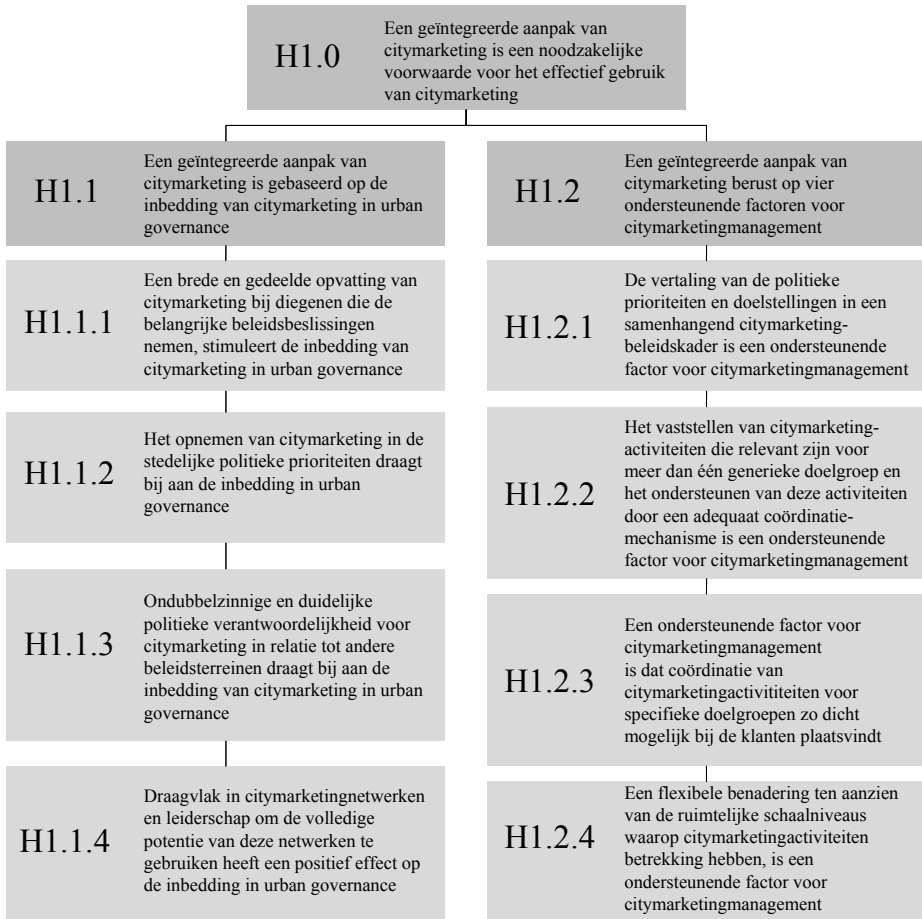 H1.0
Een geïntegreerde aanpak van
citymarketing is een noodzakelijke
voorwaarde voor het effectief gebruik
van citymarketing
H1.1
Een geïntegreerde aanpak van
citymarketing is gebaseerd op de
inbedding van citymarketing in urban
governance
H1.1.1
Een brede en gedeelde opvatting van
citymarketing bij diegenen die de
belangrijke beleidsbeslissingen
nemen, stimuleert de inbedding van
citymarketing in urban governance
H1.1.2
Het opnemen van citymarketing in de
stedelijke politieke prioriteiten draagt
bij aan de inbedding in urban
governance
H1.1.3
Ondubbelzinnige en duidelijke
politieke verantwoordelijkheid voor
citymarketing in relatie tot andere
beleidsterreinen draagt bij aan de
inbedding van citymarketing in urban
governance
H1.1.4
Draagvlak in citymarketingnetwerken
en leiderschap om de volledige
potentie van deze netwerken te
gebruiken heeft een positief effect op
de inbedding in urban governance
H1.2
Een geïntegreerde aanpak van
citymarketing berust op vier
ondersteunende factoren voor
citymarketingmanagement
H1.2.1
De vertaling van de politieke
prioriteiten en doelstellingen in een
samenhangend citymarketing-
beleidskader is een ondersteunende
factor voor citymarketingmanagement
H1.2.2
Het vaststellen van citymarketing-
activiteiten die relevant zijn voor
meer dan één generieke doelgroep en
het ondersteunen van deze activiteiten
door een adequaat coördinatie-
mechanisme is een ondersteunende
factor voor citymarketingmanagement
H1.2.3
Een ondersteunende factor voor
citymarketingmanagement
is dat coördinatie van
citymarketingactivititeiten voor
specifieke doelgroepen zo dicht
mogelijk bij de klanten plaatsvindt
H1.2.4
Een flexibele benadering ten aanzien
van de ruimtelijke schaalniveaus
waarop citymarketingactiviteiten
betrekking hebben, is een
ondersteunende factor voor
citymarketingmanagement